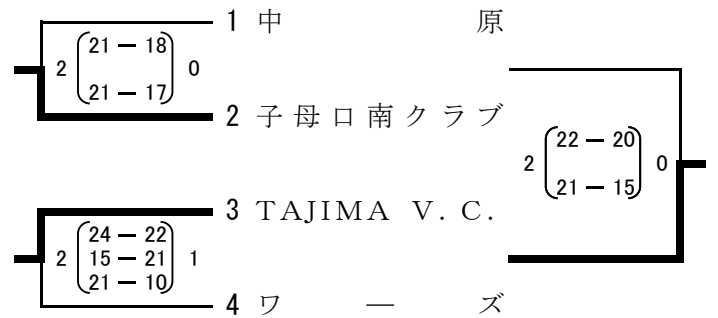 1 中原
2 (21 — 18 21 — 17) 0
2 子母口南クラブ
2 (22 — 20 21 — 15) 0
3 TAJIMA V.C.
2 (24 — 22 15 — 21 21 — 10) 1
4 ワーズ